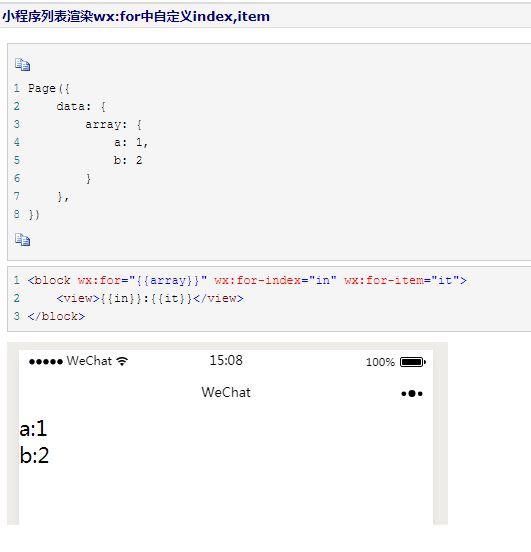 小程序列表渲染wx:for中自定义index,item
1 Page({
2     data: {
3         array: {
4             a: 1,
5             b: 2
6         }
7     },
8 })
1 <block wx:for="{{array}}" wx:for-index="in" wx:for-item="it">
2     <view>{{in}}:{{it}}</view>
3 </block>
WeChat 15:08 100%
WeChat
a:1
b:2